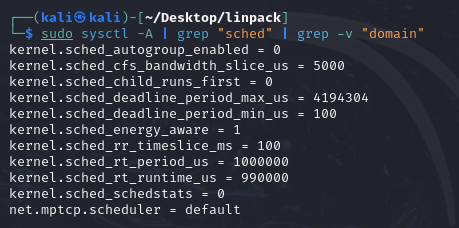 ┌──(kali㉿kali)-[~/Desktop/linpack]
└─$ sudo sysctl -A | grep "sched" | grep -v "domain"
kernel.sched_autogroup_enabled = 0
kernel.sched_cfs_bandwidth_slice_us = 5000
kernel.sched_child_runs_first = 0
kernel.sched_deadline_period_max_us = 4194304
kernel.sched_deadline_period_min_us = 100
kernel.sched_energy_aware = 1
kernel.sched_rr_timeslice_ms = 100
kernel.sched_rt_period_us = 1000000
kernel.sched_rt_runtime_us = 990000
kernel.sched_schedstats = 0
net.mptcp.scheduler = default